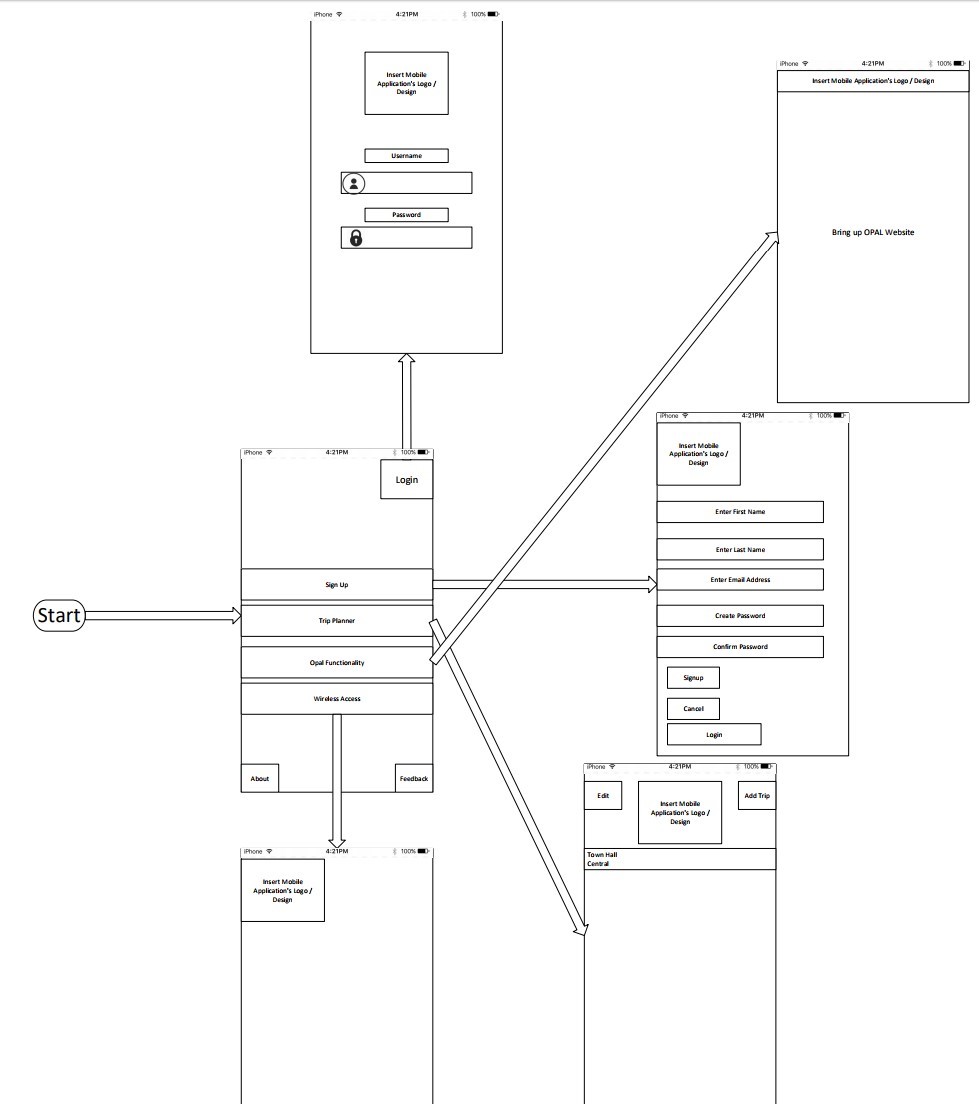 iPhone 4:21PM 100%
Insert Mobile
Application's Logo /
Design
Username
Password
iPhone 4:21PM 100%
Insert Mobile Application's Logo / Design
Bring up OPAL Website
iPhone 4:21PM 100%
Insert Mobile
Application's Logo /
Design
Enter First Name
Enter Last Name
Enter Email Address
Create Password
Confirm Password
Signup
Cancel
Login
Start
iPhone 4:21PM 100%
Login
Sign Up
Trip Planner
Opal Functionality
Wireless Access
About
Feedback
iPhone 4:21PM 100%
Edit
Insert Mobile
Application's Logo /
Design
Add Trip
Town Hall
Central
iPhone 4:21PM 100%
Insert Mobile
Application's Logo /
Design